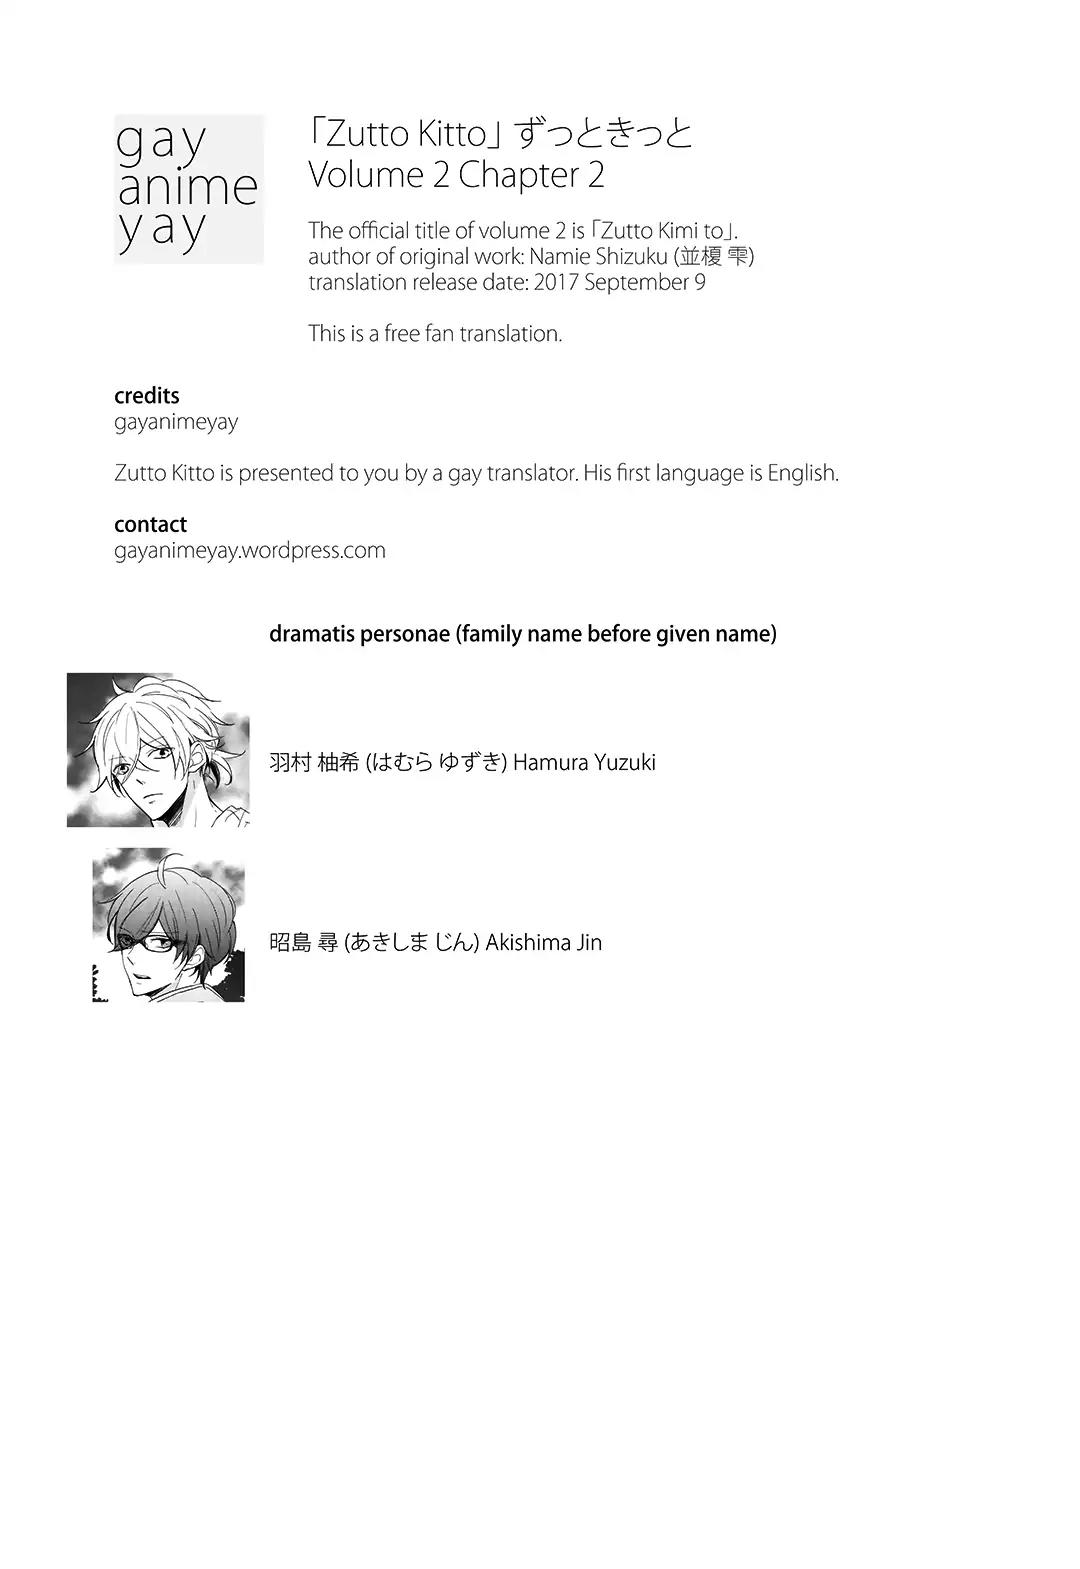 gay
anime
yay
「Zutto Kitto」 ずっときっと
Volume 2 Chapter 2
The official title of volume 2 is「Zutto Kimi to」.
author of original work: Namie Shizuku (並榎 雫)
translation release date: 2017 September 9
This is a free fan translation.
credits
gayanimeyay
Zutto Kitto is presented to you by a gay translator. His first language is English.
contact
gayanimeyay.wordpress.com
dramatis personae (family name before given name)
羽村 柚希 (はむら ゆずき) Hamura Yuzuki
昭島 尋 (あきしま じん) Akishima Jin